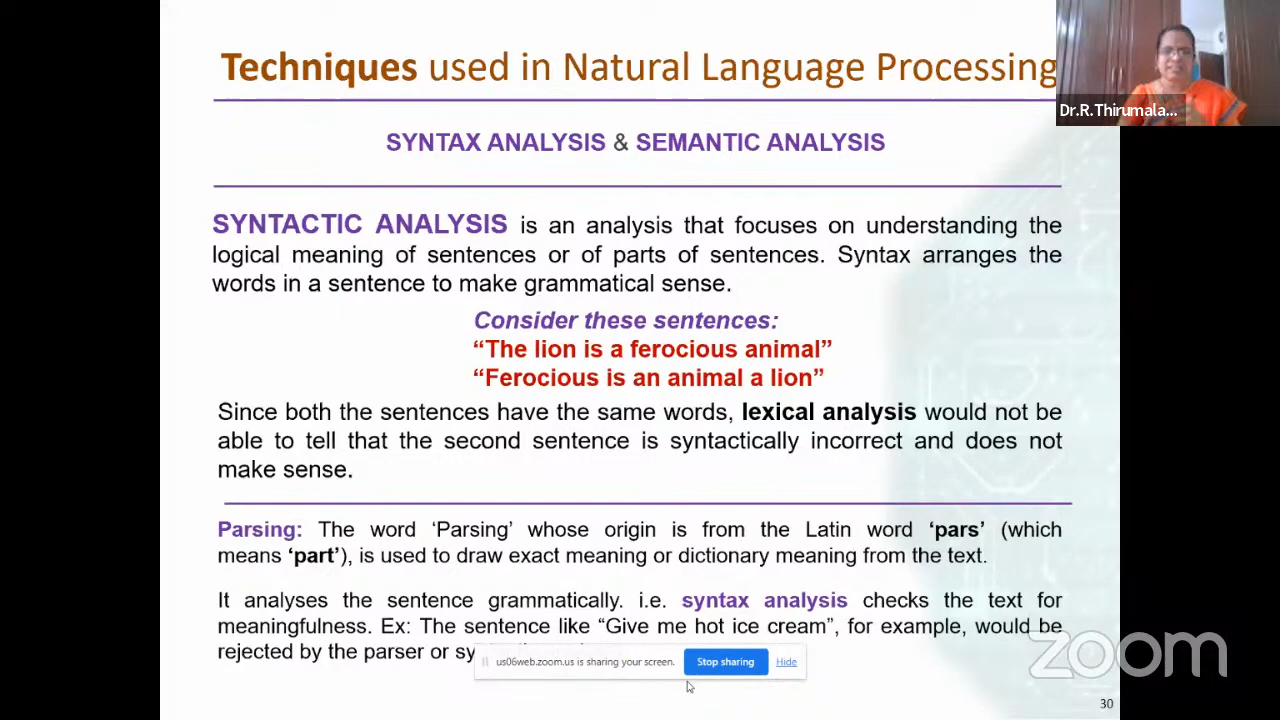 Techniques used in Natural Language Processing
Dr.R.Thirumala...
SYNTAX ANALYSIS & SEMANTIC ANALYSIS
SYNTACTIC ANALYSIS is an analysis that focuses on understanding the
logical meaning of sentences or of parts of sentences. Syntax arranges the
words in a sentence to make grammatical sense.
Consider these sentences:
“The lion is a ferocious animal”
“Ferocious is an animal a lion”
Since both the sentences have the same words, lexical analysis would not be
able to tell that the second sentence is syntactically incorrect and does not
make sense.
Parsing: The word ‘Parsing’ whose origin is from the Latin word ‘pars’ (which
means ‘part’), is used to draw exact meaning or dictionary meaning from the text.
It analyses the sentence grammatically. i.e. syntax analysis checks the text for
meaningfulness. Ex: The sentence like “Give me hot ice cream”, for example, would be
rejected by the parser or
us06web.zoom.us is sharing your screen. Stop sharing Hide
zoom
30